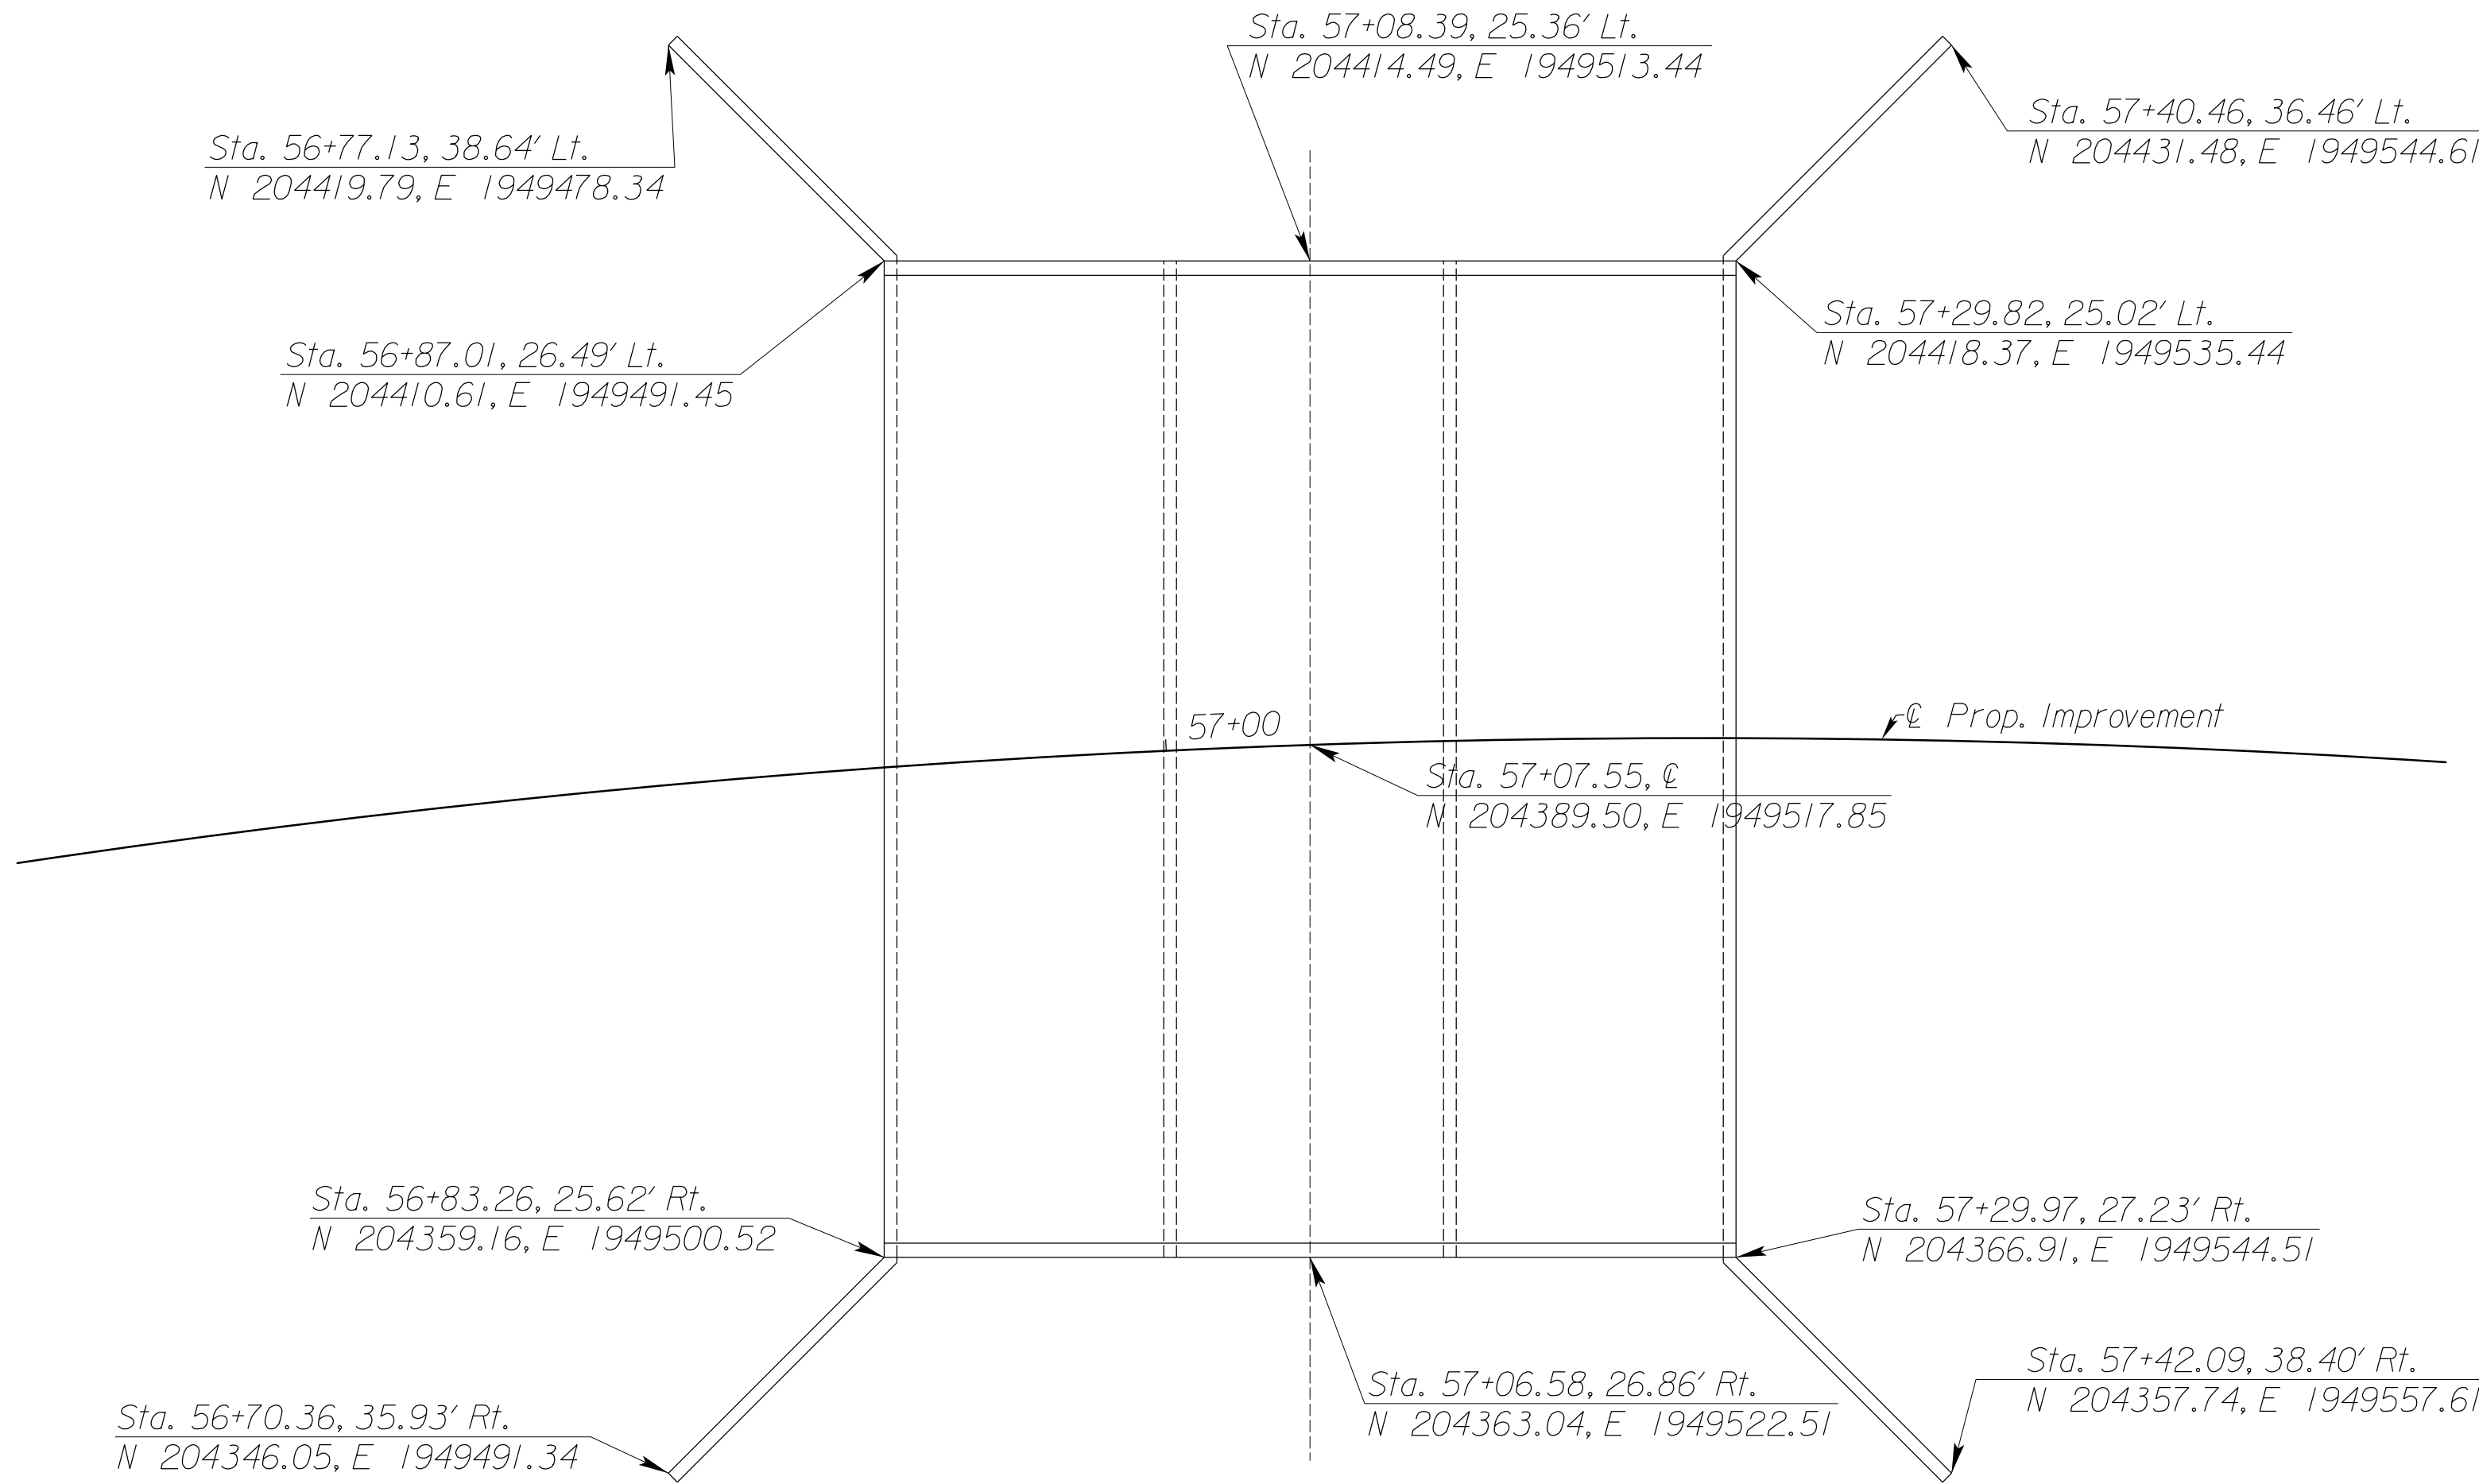 Sta. 57+08.39, 25.36' Lt.
N 204414.49, E 1949513.44
Sta. 57+40.46, 36.46' Lt.
N 204431.48, E 1949544.61
Sta. 56+77.13, 38.64' Lt.
N 204419.79, E 1949478.34
Sta. 57+29.82, 25.02' Lt.
N 204418.37, E 1949535.44
Sta. 56+87.01, 26.49' Lt.
N 204410.61, E 1949491.45
57+00
℄ Prop. Improvement
Sta. 57+07.55, ℄
N 204389.50, E 1949517.85
Sta. 56+83.26, 25.62' Rt.
N 204359.16, E 1949500.52
Sta. 57+29.97, 27.23' Rt.
N 204366.91, E 1949544.51
Sta. 57+06.58, 26.86' Rt.
N 204363.04, E 1949522.51
Sta. 57+42.09, 38.40' Rt.
N 204357.74, E 1949557.61
Sta. 56+70.36, 35.93' Rt.
N 204346.05, E 1949491.34